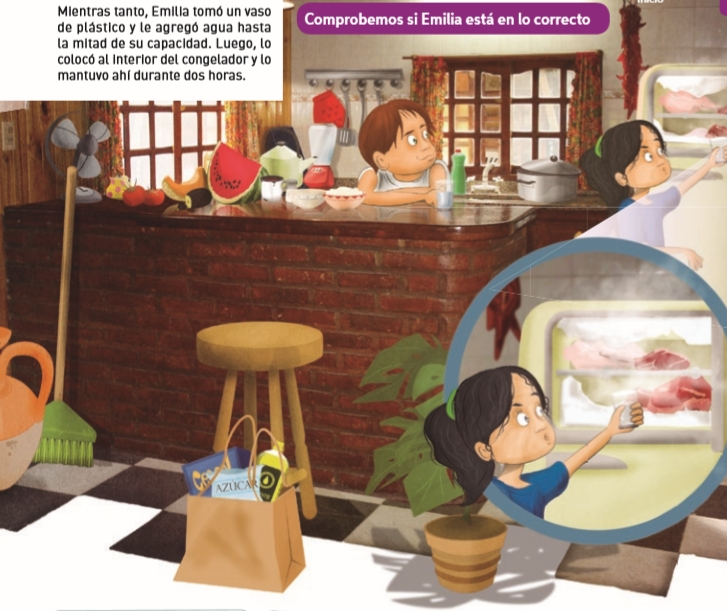 Mientras tanto, Emilia tomó un vaso
de plástico y le agregó agua hasta
la mitad de su capacidad. Luego, lo
colocó al interior del congelador y lo
mantuvo ahí durante dos horas.
Comprobemos si Emilia está en lo correcto
AZÚCAR